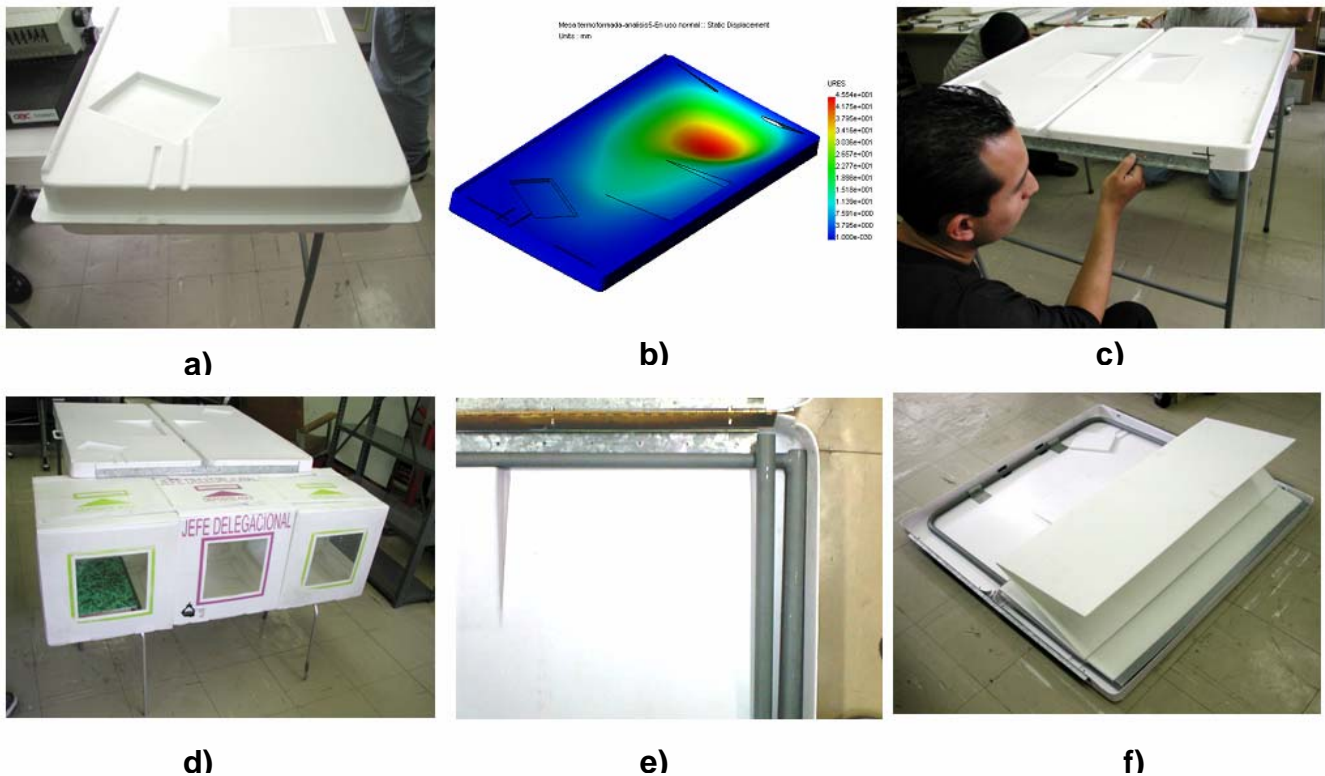 Mesa termoformada-analisis5-En uso normal :: Static Displacement
Units : mm
URES
4.554e+001
4.175e+001
3.795e+001
3.416e+001
3.036e+001
2.657e+001
2.277e+001
1.898e+001
1.518e+001
1.139e+001
7.591e+000
3.795e+000
1.000e-030
a)
b)
c)
JEFE DELEGACIONAL
JEFE DELEGACIONAL
d)
e)
f)